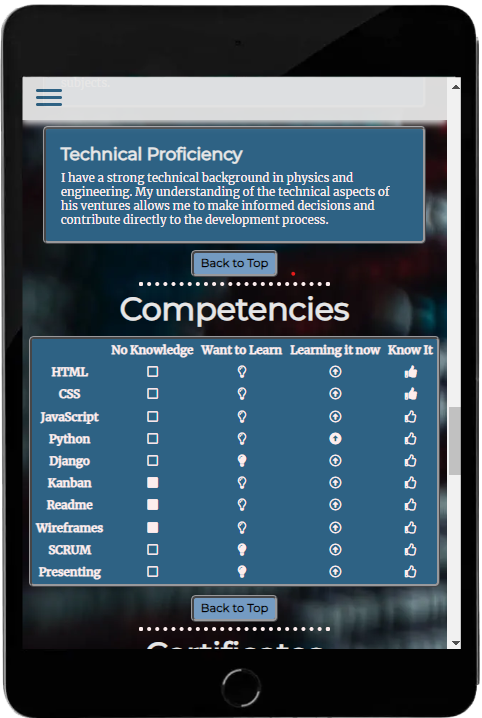 subjects.
Technical Proficiency
I have a strong technical background in physics and
engineering. My understanding of the technical aspects of
his ventures allows me to make informed decisions and
contribute directly to the development process.
Back to Top
Competencies
No Knowledge Want to Learn Learning it now Know It
HTML
CSS
JavaScript
Python
Django
Kanban
Readme
Wireframes
SCRUM
Presenting
Back to Top
Certificates